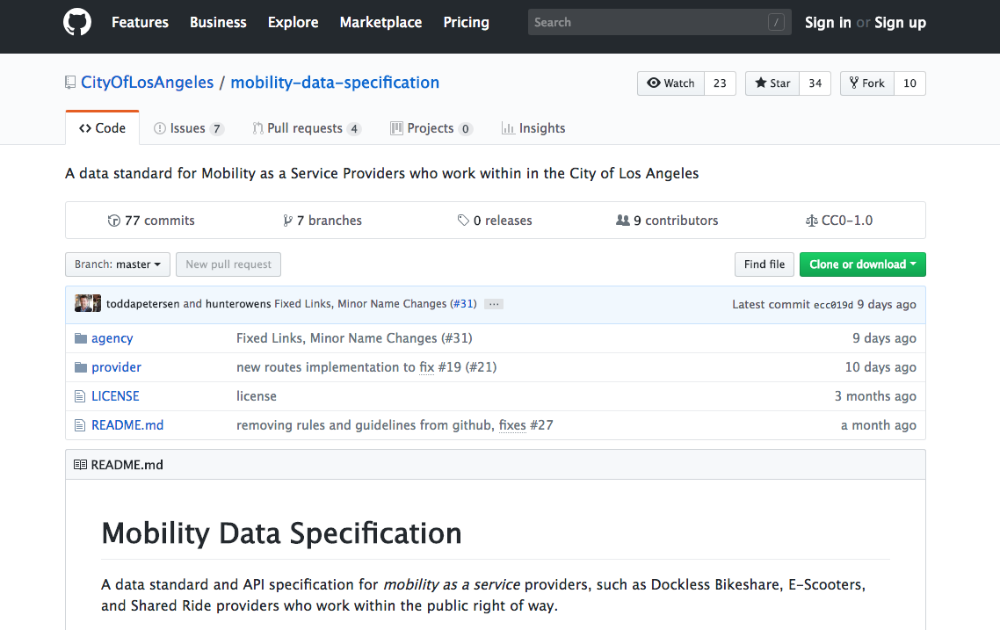 Features Business Explore Marketplace Pricing Search / Sign in or Sign up
CityOfLosAngeles / mobility-data-specification Watch 23 Star 34 Fork 10
Code Issues 7 Pull requests 4 Projects 0 Insights
A data standard for Mobility as a Service Providers who work within in the City of Los Angeles
77 commits 7 branches 0 releases 9 contributors CC0-1.0
Branch: master New pull request Find file Clone or download
toddapetersen and hunterowens Fixed Links, Minor Name Changes (#31) ... Latest commit ecc019d 9 days ago
agency Fixed Links, Minor Name Changes (#31) 9 days ago
provider new routes implementation to fix #19 (#21) 10 days ago
LICENSE license 3 months ago
README.md removing rules and guidelines from github, fixes #27 a month ago
README.md
Mobility Data Specification
A data standard and API specification for mobility as a service providers, such as Dockless Bikeshare, E-Scooters,
and Shared Ride providers who work within the public right of way.